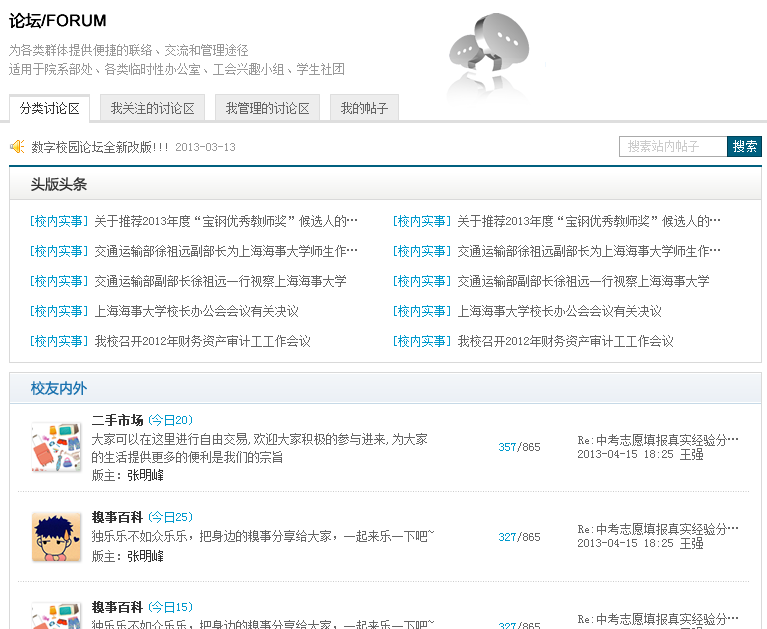 论坛/FORUM
为各类群体提供便捷的联络、交流和管理途径
适用于院系部处、各类临时性办公室、工会兴趣小组、学生社团
分类讨论区 我关注的讨论区 我管理的讨论区 我的帖子
数字校园论坛全新改版!!! 2013-03-13 搜素站内帖子 搜索
头版头条
[校内实事] 关于推荐2013年度“宝钢优秀教师奖”候选人的… [校内实事] 关于推荐2013年度“宝钢优秀教师奖”候选人的…
[校内实事] 交通运输部徐祖远副部长为上海海事大学师生作… [校内实事] 交通运输部徐祖远副部长为上海海事大学师生作…
[校内实事] 交通运输部副部长徐祖远一行视察上海海事大学 [校内实事] 交通运输部副部长徐祖远一行视察上海海事大学
[校内实事] 上海海事大学校长办公会会议有关决议 [校内实事] 上海海事大学校长办公会会议有关决议
[校内实事] 我校召开2012年财务资产审计工工作会议 [校内实事] 我校召开2012年财务资产审计工工作会议
校友内外
二手市场 (今日20)
大家可以在这里进行自由交易,欢迎大家积极的参与进来,为大家
的生活提供更多的便利是我们的宗旨
版主：张明峰
357/865
Re:中考志愿填报真实经验分…
2013-04-15 18:25 王强
糗事百科 (今日25)
独乐乐不如众乐乐，把身边的糗事分享给大家，一起来乐一下吧~
版主：张明峰
327/865
Re:中考志愿填报真实经验分…
2013-04-15 18:25 王强
糗事百科 (今日15)
独乐乐不如众乐乐，把身边的糗事分享给大家，一起来乐一下吧~
327/865
Re:中考志愿填报真实经验分…